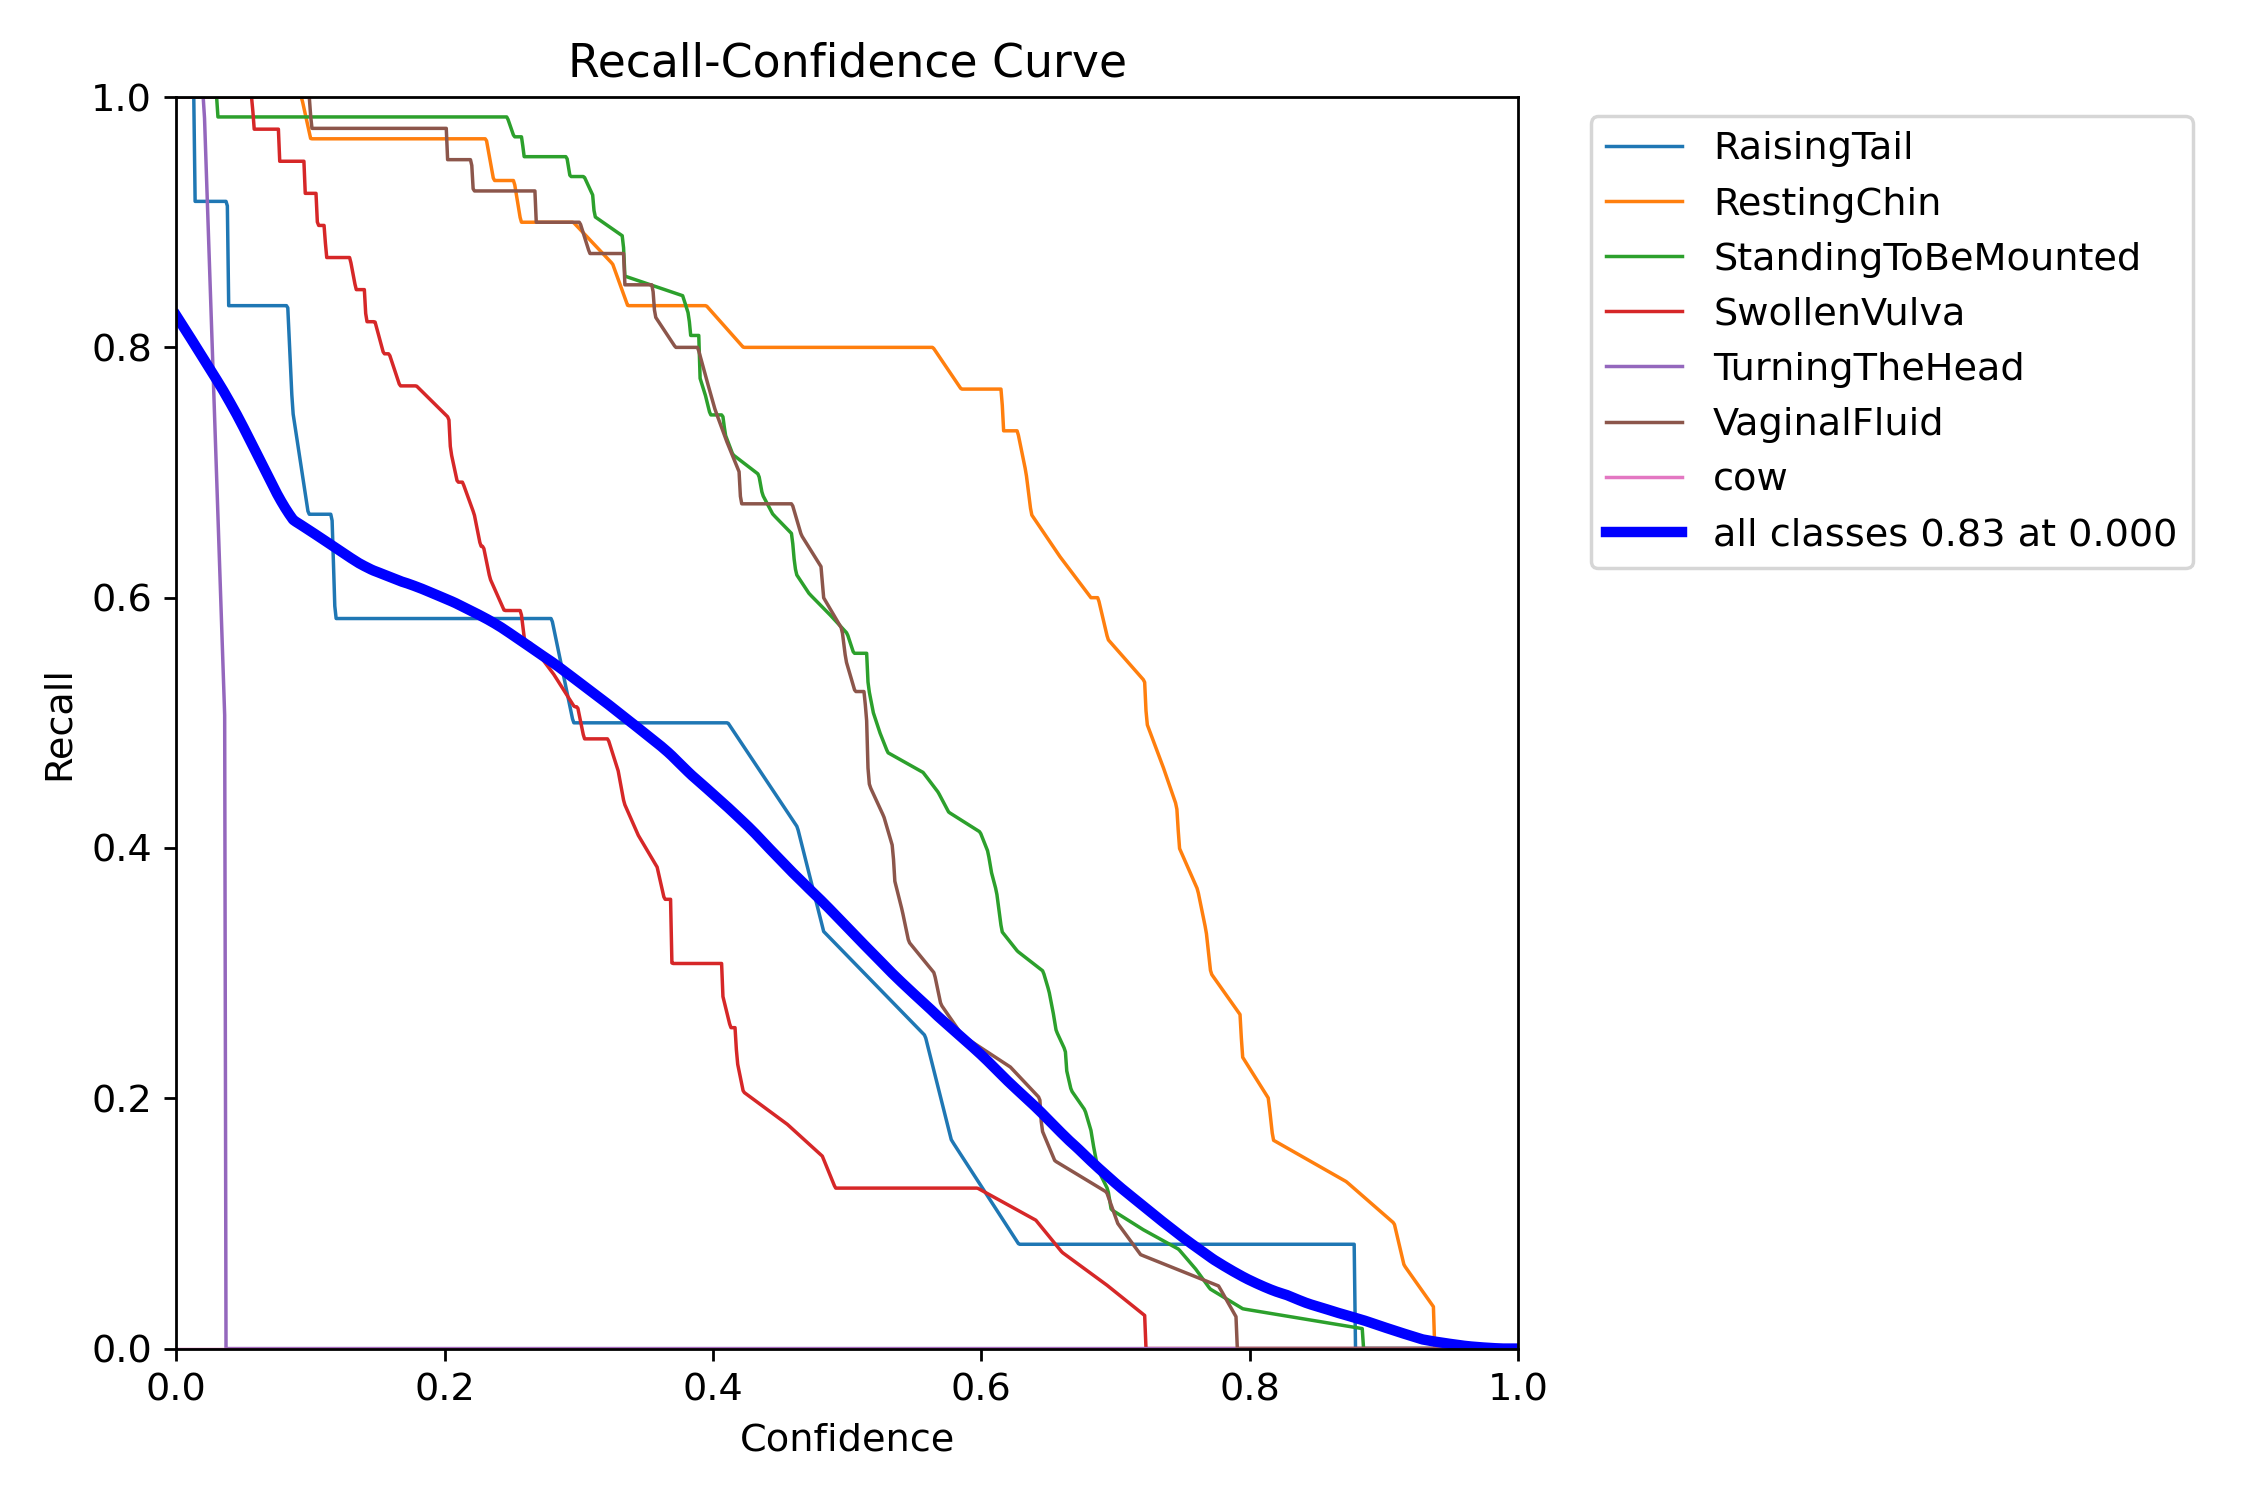 Recall-Confidence Curve
1.0
0.8
0.6
0.4
0.2
0.0
Recall
0.0 0.2 0.4 0.6 0.8 1.0
Confidence
RaisingTail
RestingChin
StandingToBeMounted
SwollenVulva
TurningTheHead
VaginalFluid
cow
all classes 0.83 at 0.000